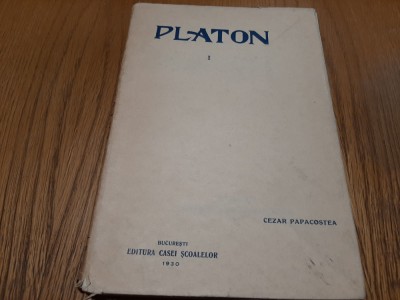 PLATON
I
CEZAR PAPACOSTEA
BUCUREȘTI
EDITURA CASEI ȘCOALELOR
1930